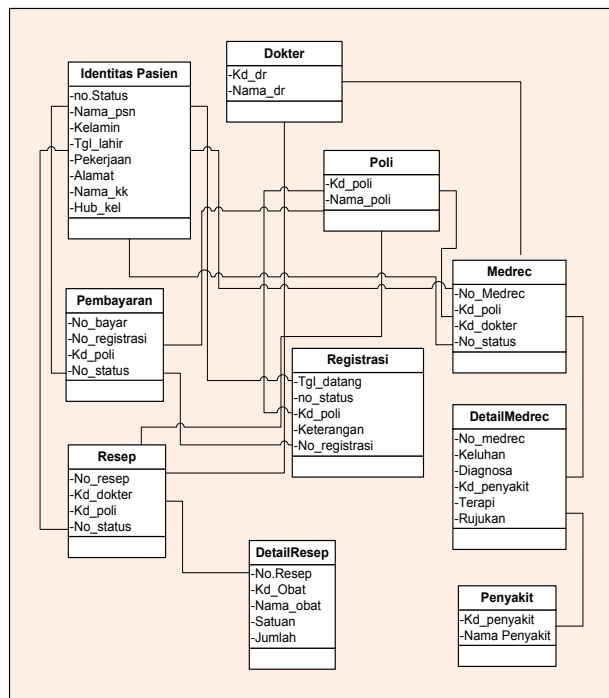 Identitas Pasien
-no.Status
-Nama_psn
-Kelamin
-Tgl_lahir
-Pekerjaan
-Alamat
-Nama_kk
-Hub_kel
Dokter
-Kd_dr
-Nama_dr
Poli
-Kd_poli
-Nama_poli
Medrec
-No_Medrec
-Kd_poli
-Kd_dokter
-No_status
Pembayaran
-No_bayar
-No_registrasi
-Kd_poli
-No_status
Registrasi
-Tgl_datang
-no_status
-Kd_poli
-Keterangan
-No_registrasi
DetailMedrec
-No_medrec
-Keluhan
-Diagnosa
-Kd_penyakit
-Terapi
-Rujukan
Resep
-No_resep
-Kd_dokter
-Kd_poli
-No_status
DetailResep
-No.Resep
-Kd_Obat
-Nama_obat
-Satuan
-Jumlah
Penyakit
-Kd_penyakit
-Nama Penyakit